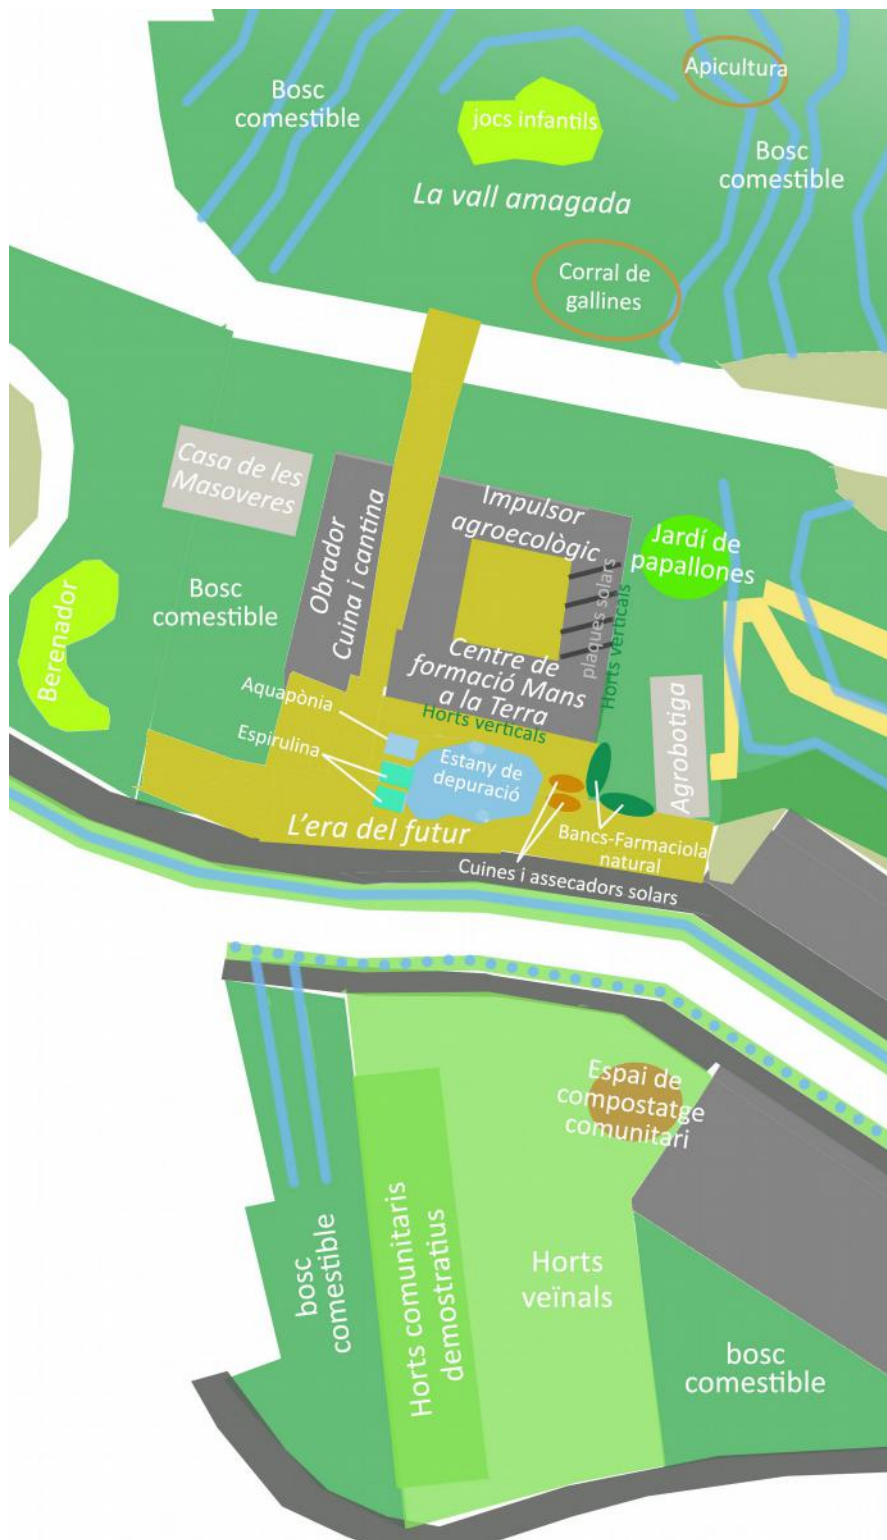 Apicultura
Bosc
comestible
jocs infantils
Bosc
comestible
La vall amagada
Corral de
gallines
Casa de les
Masoveres
Obrador
Cuina i cantina
Impulsor
agroecològic
plaques solars
Horts verticals
Jardí de
papallones
Berenador
Bosc
comestible
Centre de
formació Mans
a la Terra
Aquapònia
Horts verticals
Espirulina
Estany de
depuració
Agrobotiga
L'era del futur
Bancs-Farmaciola
natural
Cuines i assecadors solars
Espai de
compostatge
comunitari
bosc
comestible
Horts comunitaris
demostratius
Horts
veïnals
bosc
comestible